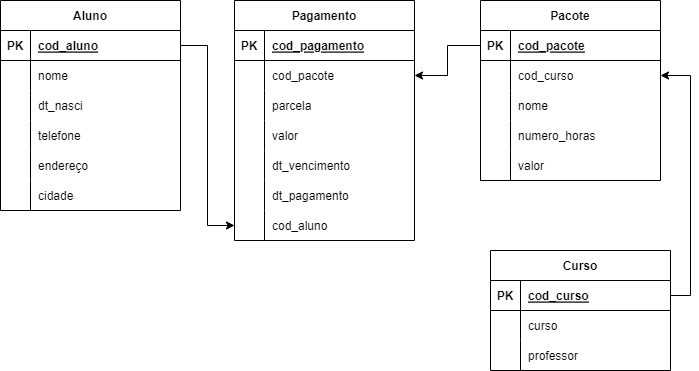 Aluno
PK cod_aluno
nome
dt_nasci
telefone
endereço
cidade
Pagamento
PK cod_pagamento
cod_pacote
parcela
valor
dt_vencimento
dt_pagamento
cod_aluno
Pacote
PK cod_pacote
cod_curso
nome
numero_horas
valor
Curso
PK cod_curso
curso
professor